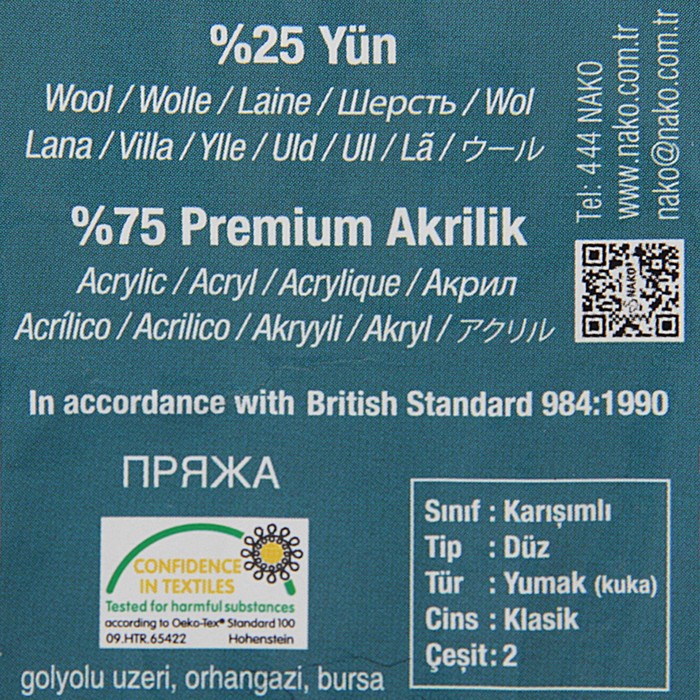 %25 Yün
Wool / Wolle / Laine / Шерсть / Wol
Lana / Villa / Ylle / Uld / Ull / Lã / ウール
%75 Premium Akrilik
Acrylic / Acryl / Acrylique / Акрил
Acrílico / Acrilico / Akryyli / Akryl / アクリル
Tel: 444 NAKO
www.nako.com.tr
nako@nako.com.tr
NAKO
In accordance with British Standard 984:1990
ПРЯЖА
CONFIDENCE
IN TEXTILES
Tested for harmful substances
according to Oeko-Tex® Standard 100
09.HTR.65422 Hohenstein
Sınıf : Karışımlı
Tip : Düz
Tür : Yumak (kuka)
Cins : Klasik
Çeşit: 2
golyolu uzeri, orhangazi, bursa